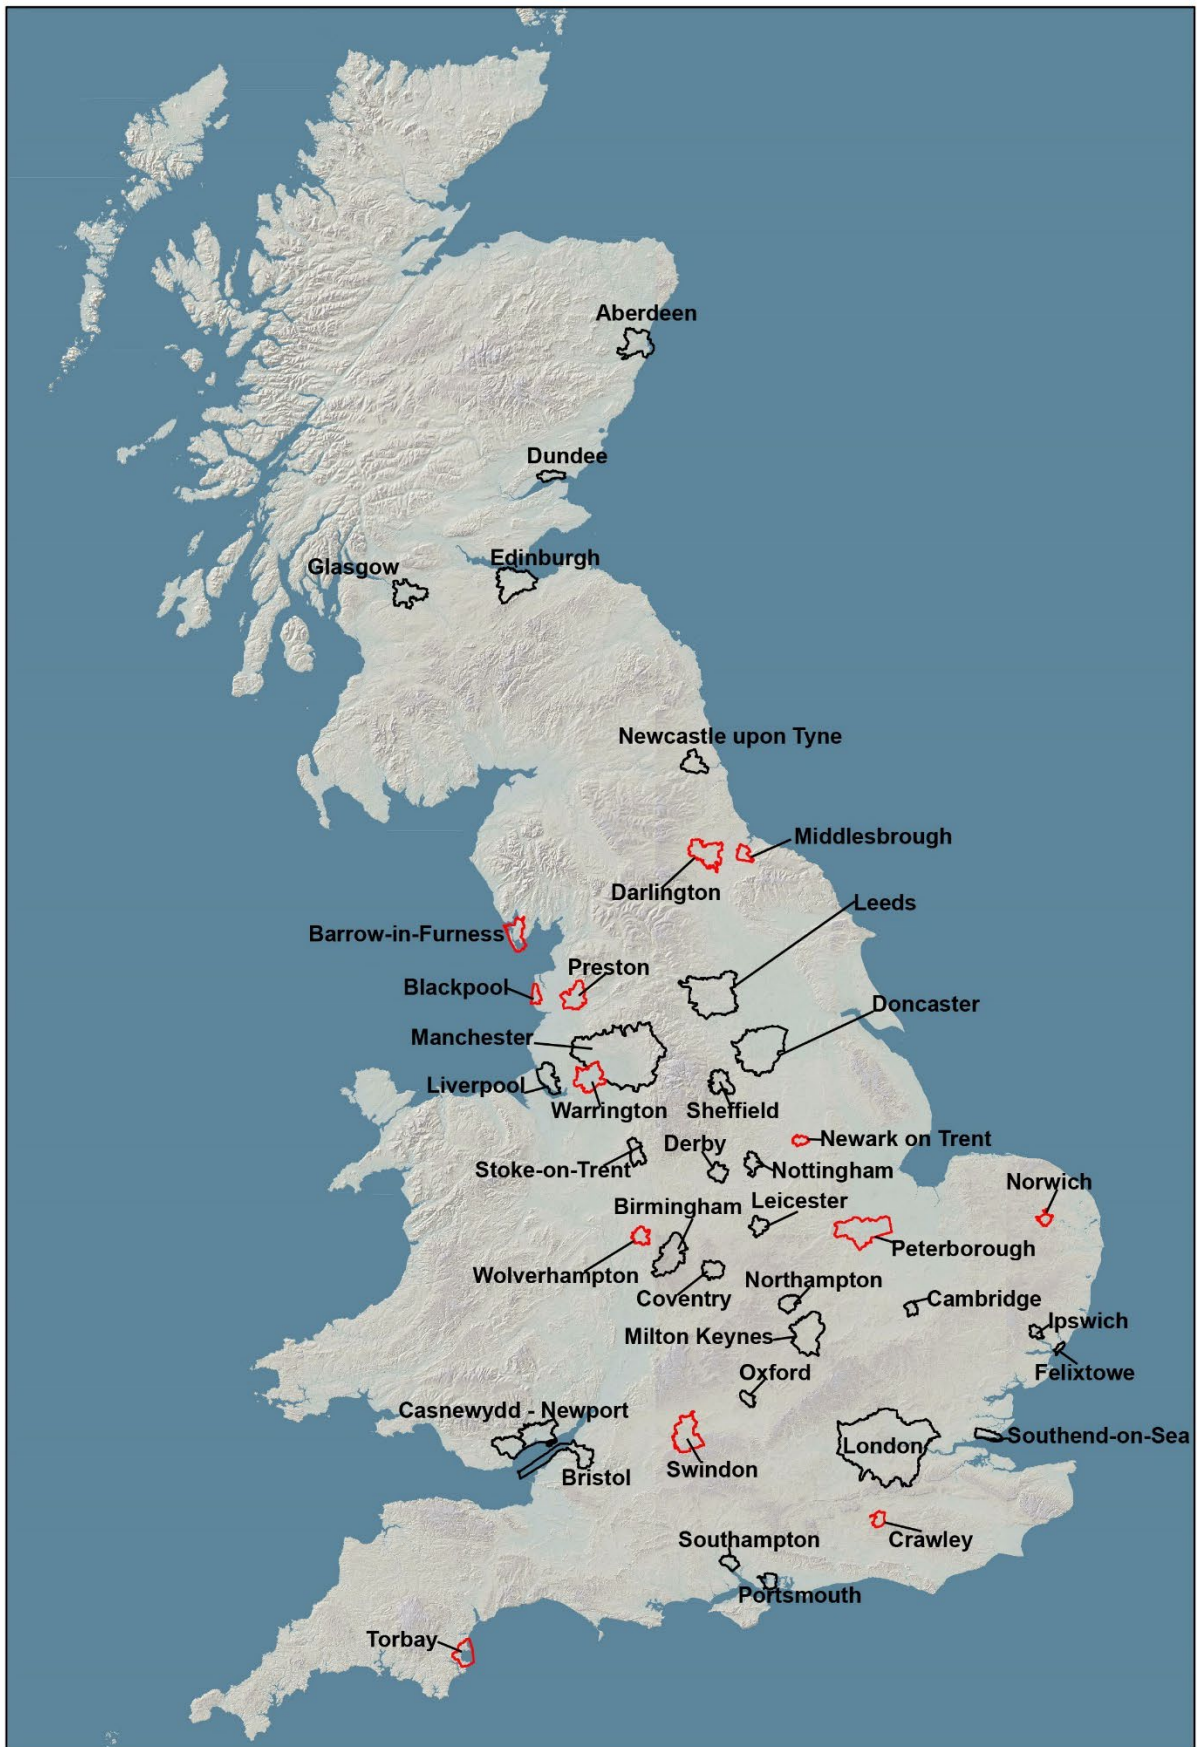 Aberdeen
Dundee
Edinburgh
Glasgow
Newcastle upon Tyne
Middlesbrough
Darlington
Leeds
Barrow-in-Furness
Preston
Blackpool
Doncaster
Manchester
Liverpool
Warrington
Sheffield
Newark on Trent
Derby
Stoke-on-Trent
Nottingham
Norwich
Leicester
Birmingham
Peterborough
Wolverhampton
Northampton
Coventry
Cambridge
Ipswich
Milton Keynes
Oxford
Felixtowe
Casnewydd - Newport
Southend-on-Sea
London
Swindon
Bristol
Southampton
Crawley
Portsmouth
Torbay